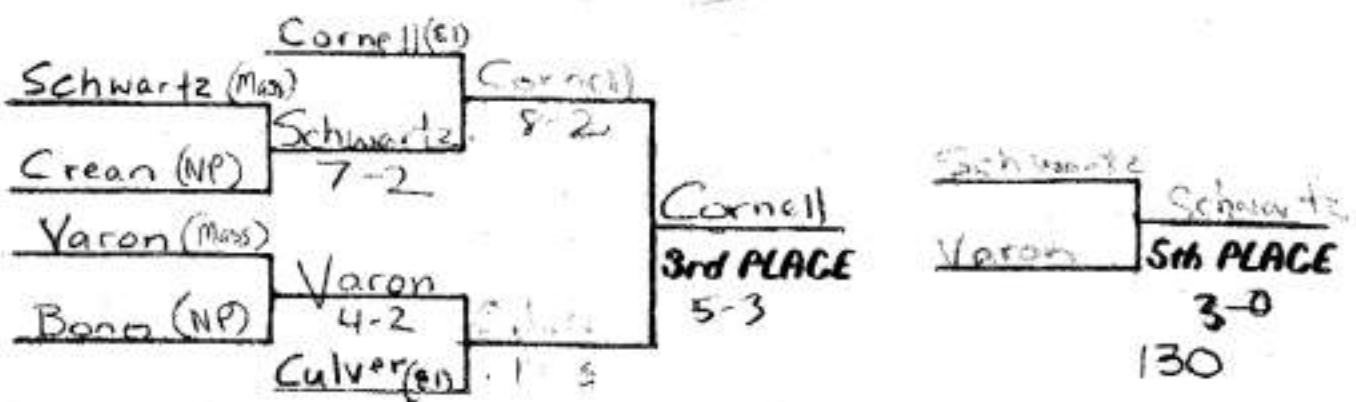 Cornell (EI)
Schwartz (Mass)
Cornell
8-2
Schwartz
7-2
Crean (NP)
Schwartz
Cornell
Schwartz
Varon (Mass)
3rd PLACE
5-3
Varon
5th PLACE
3-0
130
Varon
4-2
Bono (NP)
Culver (EI)